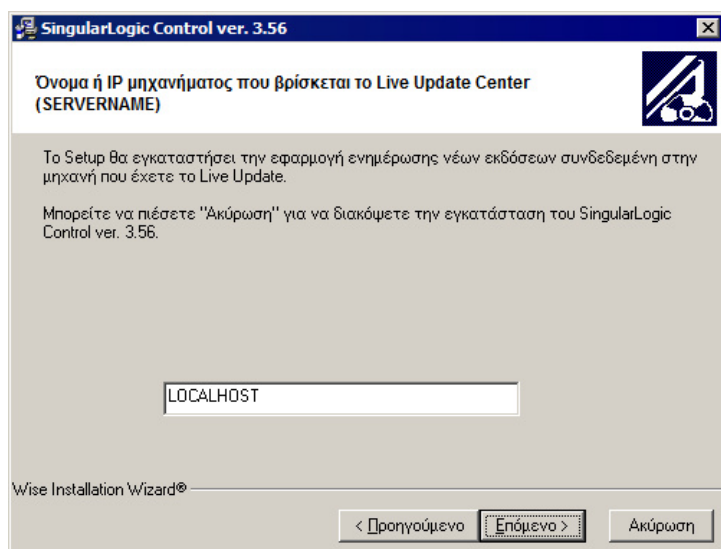 SingularLogic Control ver. 3.56
Όνομα ή IP μηχανήματος που βρίσκεται το Live Update Center
(SERVERNAME)
Το Setup θα εγκαταστήσει την εφαρμογή ενημέρωσης νέων εκδόσεων συνδεδεμένη στην
μηχανή που έχετε το Live Update.
Μπορείτε να πιέσετε "Ακύρωση" για να διακόψετε την εγκατάσταση του SingularLogic
Control ver. 3.56.
LOCALHOST
Wise Installation Wizard®
< Προηγούμενο
Επόμενο >
Ακύρωση